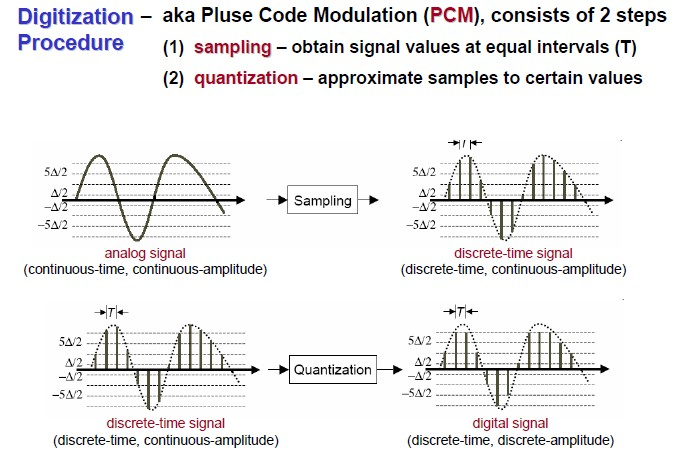 Digitization – aka Pluse Code Modulation (PCM), consists of 2 steps
Procedure (1) sampling – obtain signal values at equal intervals (T)
(2) quantization – approximate samples to certain values
T
5Δ/2
Δ/2
−Δ/2
−5Δ/2
Sampling
5Δ/2
Δ/2
−Δ/2
−5Δ/2
analog signal
(continuous-time, continuous-amplitude)
discrete-time signal
(discrete-time, continuous-amplitude)
T
5Δ/2
Δ/2
−Δ/2
−5Δ/2
Quantization
T
5Δ/2
Δ/2
−Δ/2
−5Δ/2
discrete-time signal
(discrete-time, continuous-amplitude)
digital signal
(discrete-time, discrete-amplitude)